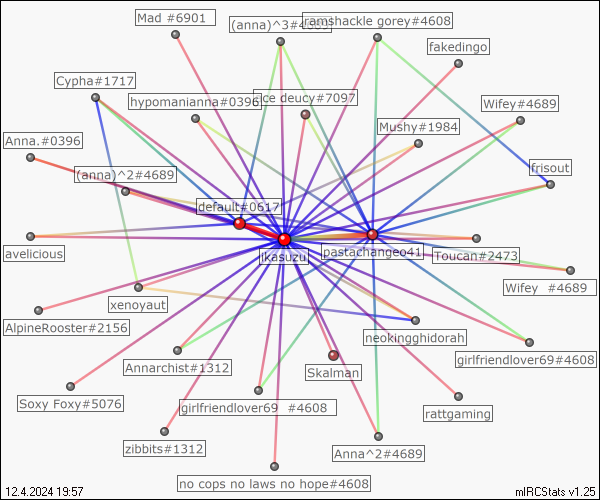 Mad #6901
(anna)^3#4689
ramshackle gorey#4608
fakedingo
Cypha#1717
hypomanianna#0396
ce deucy#7097
Wifey#4689
Mushy#1984
Anna.#0396
(anna)^2#4689
frisout
default#0617
avelicious
ikasuzu
pastachangeo41
Toucan#2473
xenoyaut
Wifey #4689
AlpineRooster#2156
neokingghidorah
Annarchist#1312
Skalman
girlfriendlover69#4608
Soxy Foxy#5076
girlfriendlover69 #4608
rattgaming
zibbits#1312
Anna^2#4689
no cops no laws no hope#4608
12.4.2024 19:57
mIRCStats v1.25